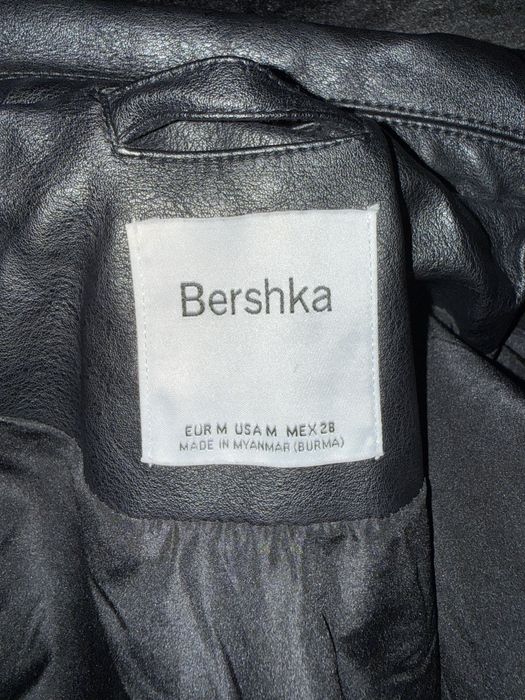 Bershka
EUR M USA M MEX 28
MADE IN MYANMAR (BURMA)